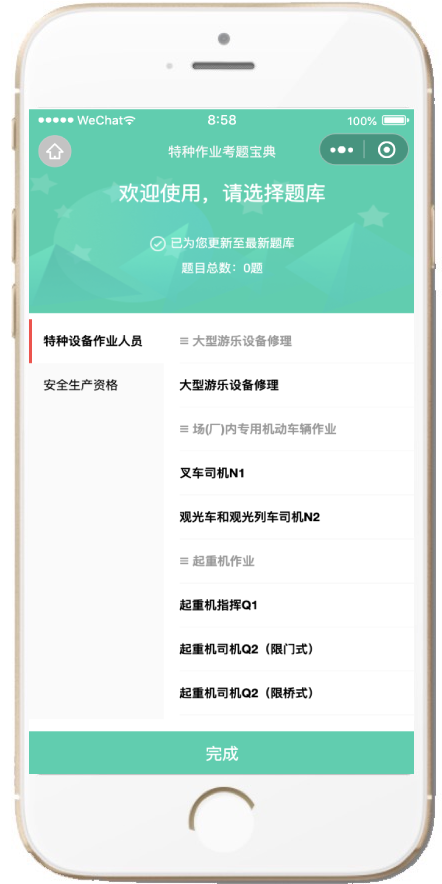 WeChat 8:58 100%
特种作业考题宝典
欢迎使用，请选择题库
已为您更新至最新题库
题目总数：0题
特种设备作业人员
安全生产资格
大型游乐设备修理
大型游乐设备修理
场(厂)内专用机动车辆作业
叉车司机N1
观光车和观光列车司机N2
起重机作业
起重机指挥Q1
起重机司机Q2（限门式）
起重机司机Q2（限桥式）
完成